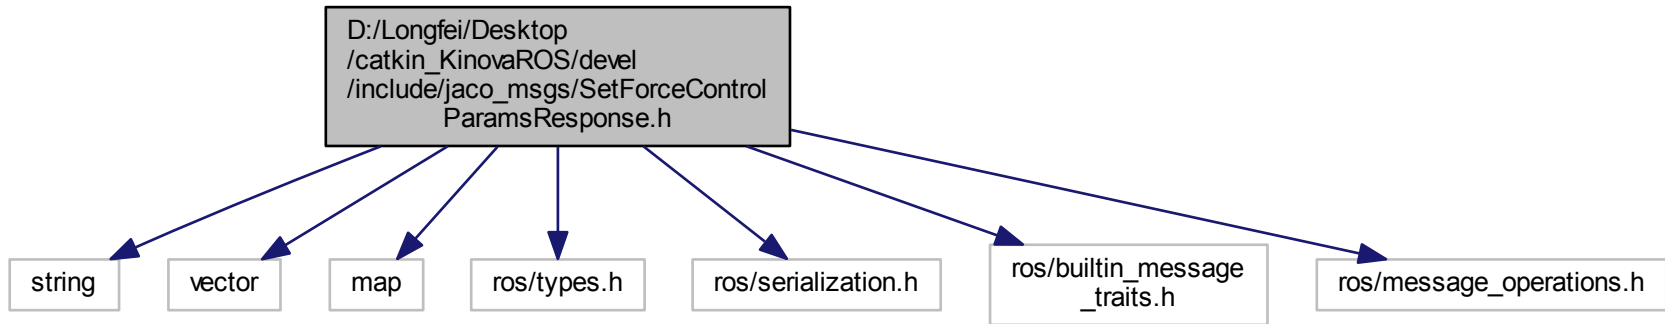 D:/Longfei/Desktop
/catkin_KinovaROS/devel
/include/jaco_msgs/SetForceControl
ParamsResponse.h
string
vector
map
ros/types.h
ros/serialization.h
ros/builtin_message
_traits.h
ros/message_operations.h